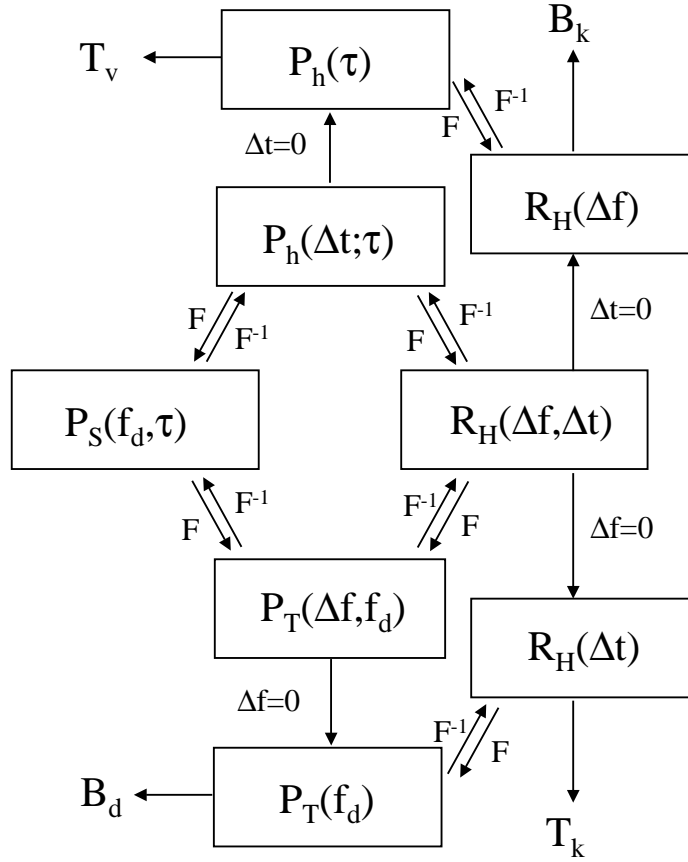 B_k
T_v
P_h(τ)
F^-1
F
Δt=0
R_H(Δf)
P_h(Δt;τ)
Δt=0
F
F^-1
F^-1
F
P_S(f_d,τ)
R_H(Δf,Δt)
F^-1
F
F^-1
F
Δf=0
P_T(Δf,f_d)
R_H(Δt)
Δf=0
F^-1
F
B_d
P_T(f_d)
T_k